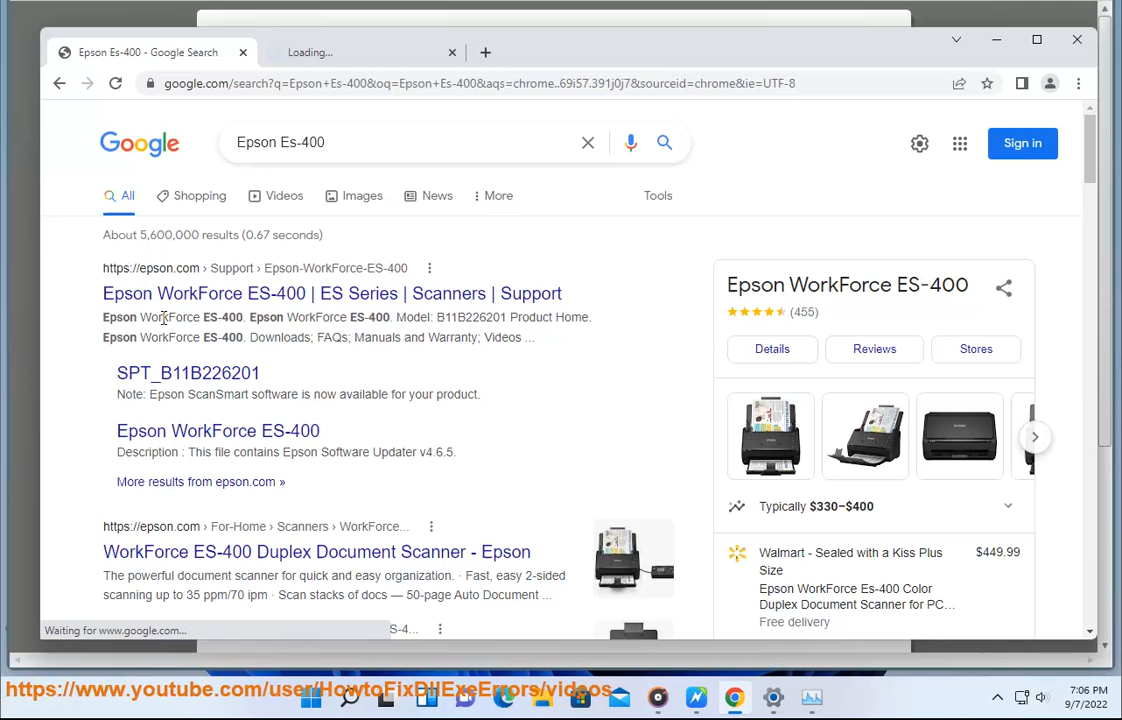 Epson Es-400 - Google Search
Loading...
google.com/search?q=Epson+Es-400&oq=Epson+Es-400&aqs=chrome..69i57.391j0j7&sourceid=chrome&ie=UTF-8
Google
Epson Es-400
Sign in
All
Shopping
Videos
Images
News
More
Tools
About 5,600,000 results (0.67 seconds)
https://epson.com › Support › Epson-WorkForce-ES-400
Epson WorkForce ES-400 | ES Series | Scanners | Support
Epson WorkForce ES-400. Epson WorkForce ES-400. Model: B11B226201 Product Home.
Epson WorkForce ES-400. Downloads; FAQs; Manuals and Warranty; Videos ...
SPT_B11B226201
Note: Epson ScanSmart software is now available for your product.
Epson WorkForce ES-400
Description : This file contains Epson Software Updater v4.6.5.
More results from epson.com »
https://epson.com › For-Home › Scanners › WorkForce...
WorkForce ES-400 Duplex Document Scanner - Epson
The powerful document scanner for quick and easy organization. · Fast, easy 2-sided
scanning up to 35 ppm/70 ipm · Scan stacks of docs — 50-page Auto Document ...
S-4...
Epson WorkForce ES-400
(455)
Details
Reviews
Stores
Typically $330–$400
Walmart - Sealed with a Kiss Plus
Size
$449.99
Epson WorkForce Es-400 Color
Duplex Document Scanner for PC...
Free delivery
Waiting for www.google.com...
https://www.youtube.com/user/HowtoFixDllExeErrors/videos
7:06 PM
9/7/2022